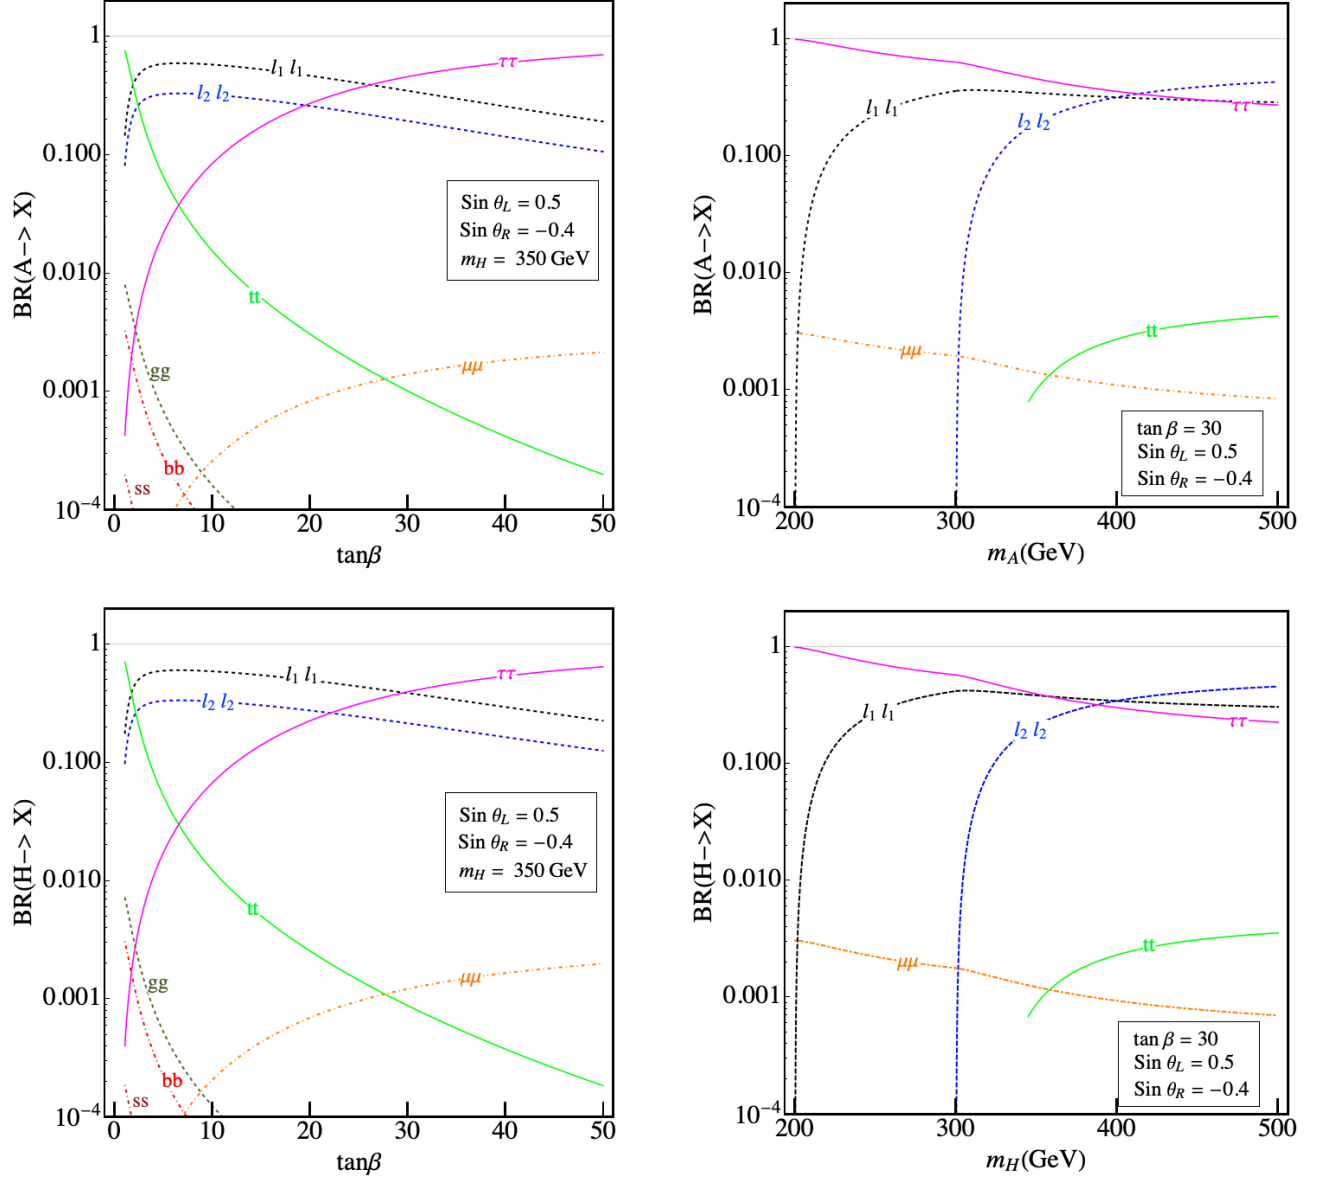 1
0.100
0.010
0.001
10−4
BR(A−> X)
l1 l1
l2 l2
ττ
tt
μμ
gg
bb
ss
Sin θL = 0.5
Sin θR = −0.4
mH = 350 GeV
0 10 20 30 40 50
tanβ
1
0.100
0.010
0.001
10−4
BR(A−>X)
l1 l1
l2 l2
ττ
tt
μμ
tan β = 30
Sin θL = 0.5
Sin θR = −0.4
200 300 400 500
mA(GeV)
1
0.100
0.010
0.001
10−4
BR(H−> X)
l1 l1
l2 l2
ττ
tt
μμ
gg
bb
ss
Sin θL = 0.5
Sin θR = −0.4
mH = 350 GeV
0 10 20 30 40 50
tanβ
1
0.100
0.010
0.001
10−4
BR(H−>X)
l1 l1
l2 l2
ττ
tt
μμ
tan β = 30
Sin θL = 0.5
Sin θR = −0.4
200 300 400 500
mH(GeV)